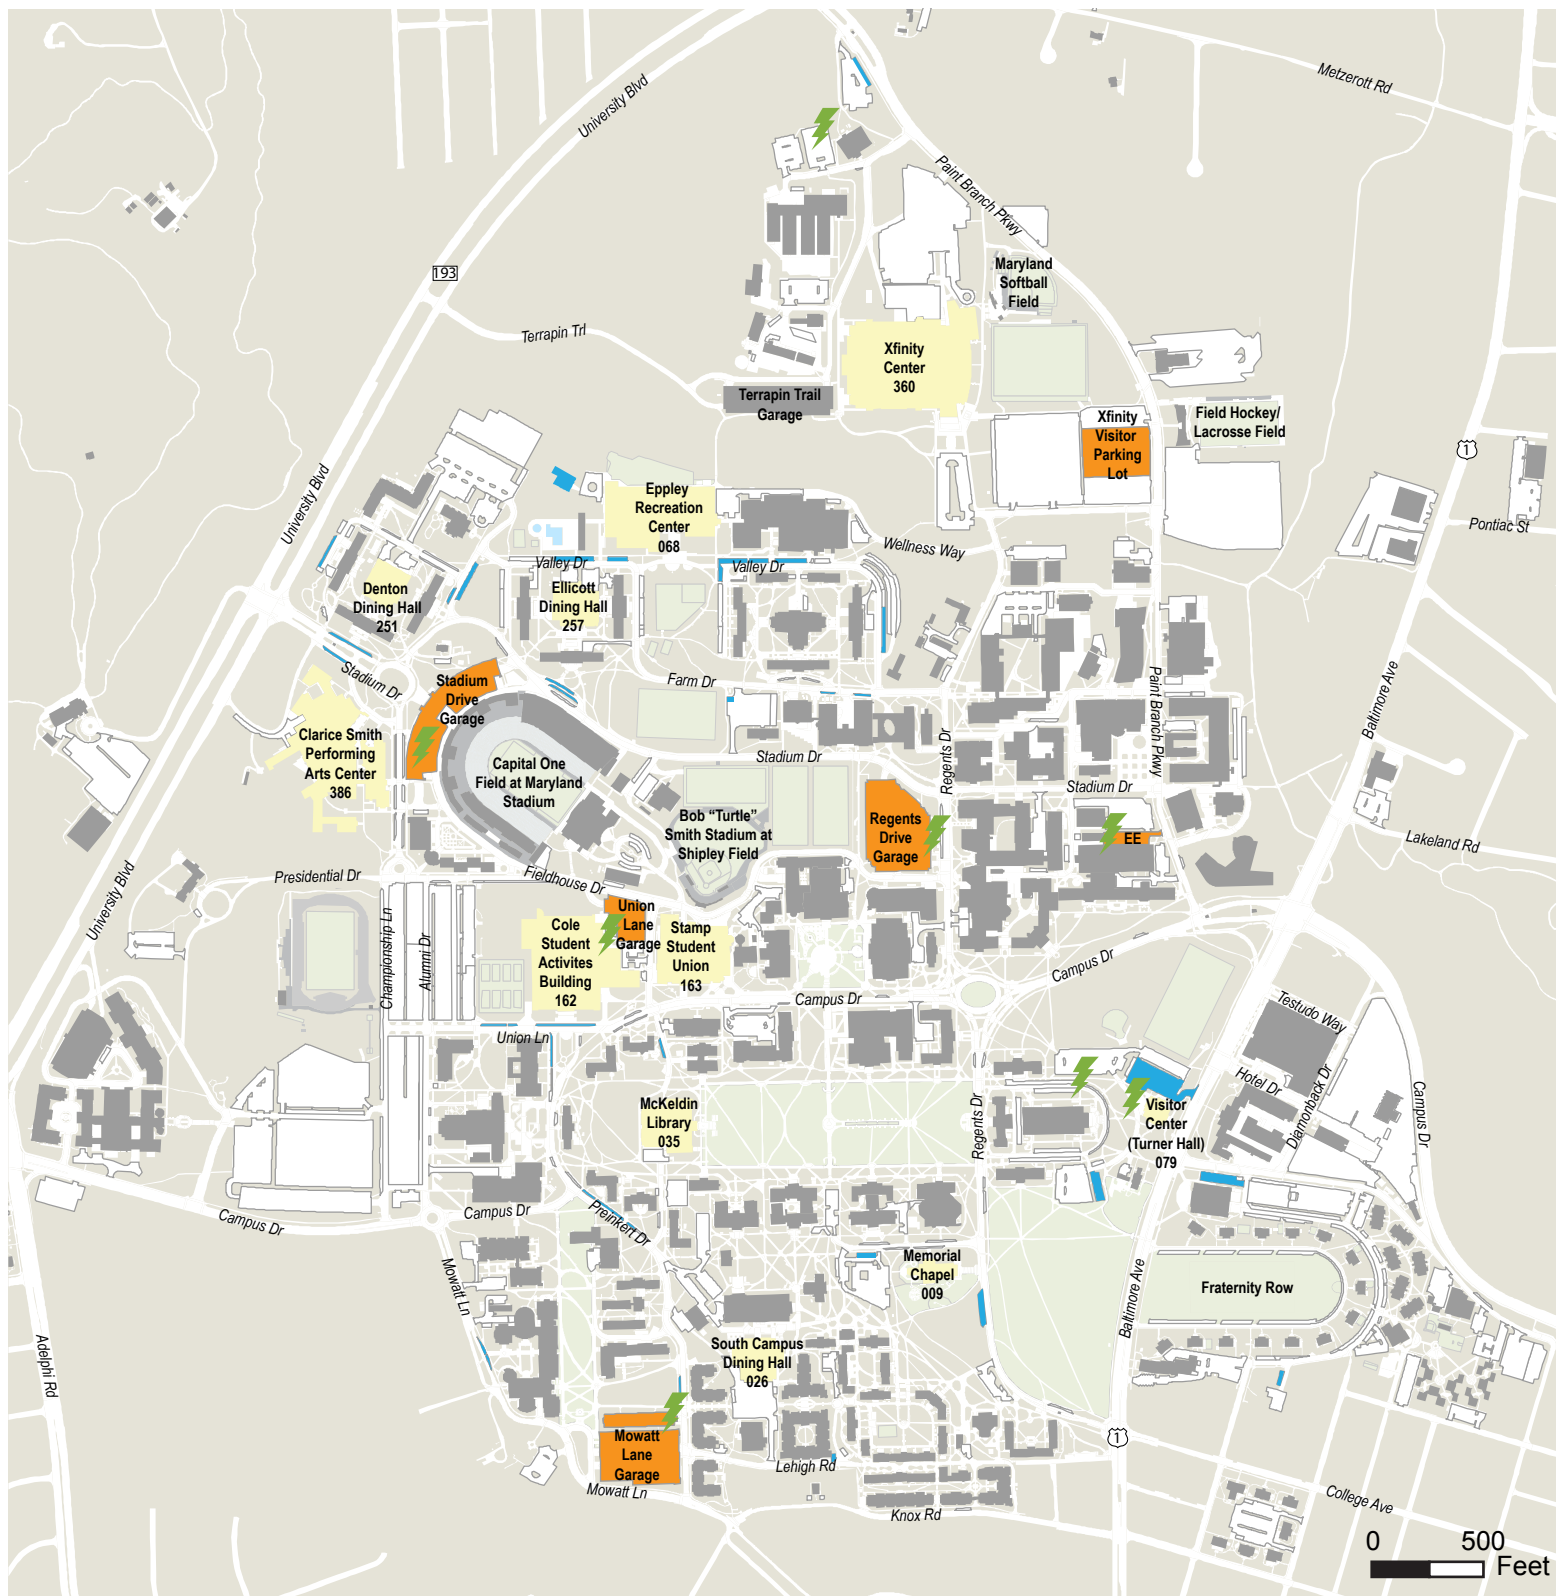 Metzerott Rd
University Blvd
Paint Branch Pkwy
193
Maryland
Softball
Field
Terrapin Trl
Xfinity
Center
360
Terrapin Trail
Garage
Xfinity
Visitor
Parking
Lot
Field Hockey/
Lacrosse Field
1
University Blvd
Eppley
Recreation
Center
068
Pontiac St
Wellness Way
Valley Dr
Valley Dr
Denton
Dining Hall
251
Ellicott
Dining Hall
257
Stadium Dr
Stadium
Drive
Garage
Farm Dr
Paint Branch Pkwy
Baltimore Ave
Clarice Smith
Performing
Arts Center
386
Capital One
Field at Maryland
Stadium
Stadium Dr
Regents Dr
Stadium Dr
Bob “Turtle”
Smith Stadium at
Shipley Field
Regents
Drive
Garage
EE
Lakeland Rd
University Blvd
Presidential Dr
Fieldhouse Dr
Championship Ln
Alumni Dr
Cole
Student
Activites
Building
162
Union
Lane
Garage
Stamp
Student
Union
163
Campus Dr
Campus Dr
Union Ln
Testudo Way
Hotel Dr
Diamonback Dr
Campus Dr
McKeldin
Library
035
Regents Dr
Visitor
Center
(Turner Hall)
079
Campus Dr
Campus Dr
Preinkert Dr
Mowatt Ln
Memorial
Chapel
009
Baltimore Ave
Fraternity Row
Adelphi Rd
South Campus
Dining Hall
026
Mowatt
Lane
Garage
1
Lehigh Rd
Mowatt Ln
Knox Rd
College Ave
0 500
Feet